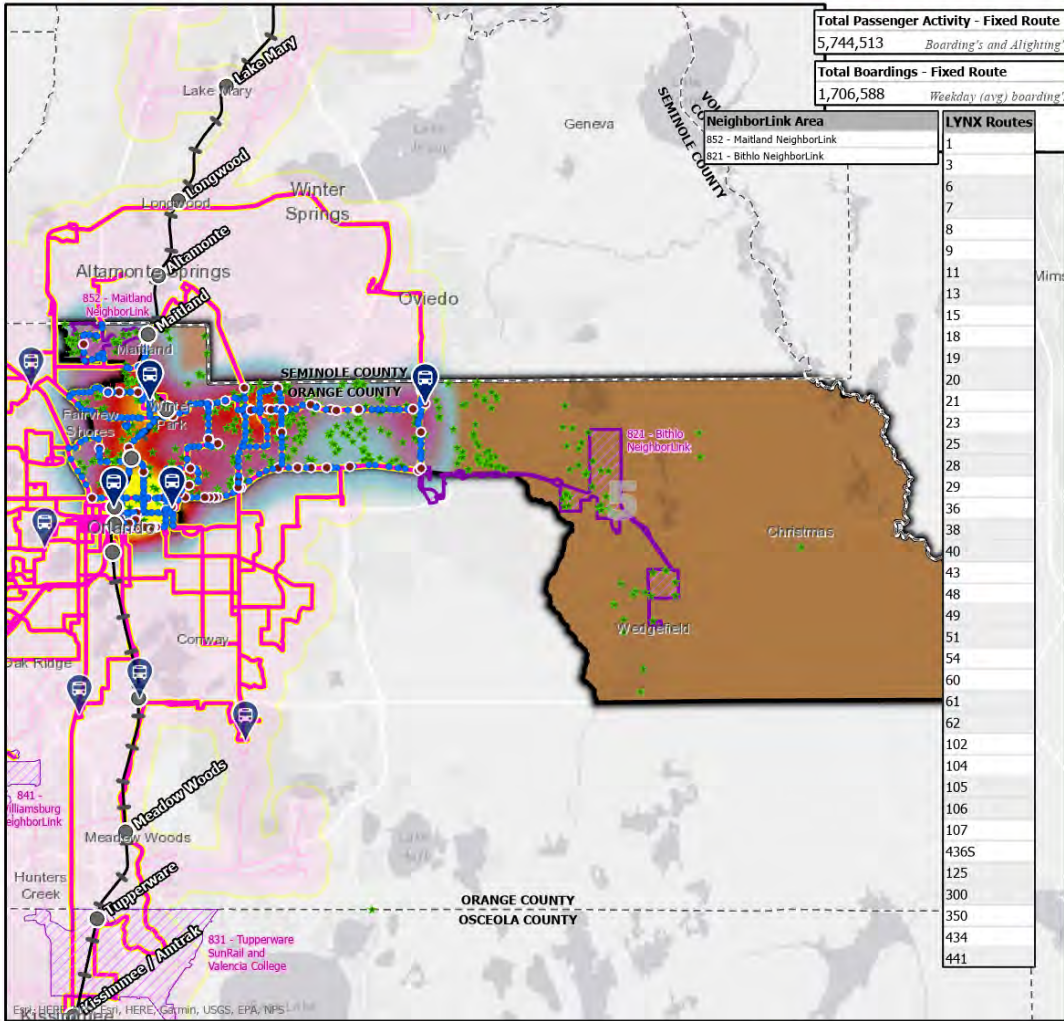 Total Passenger Activity - Fixed Route
5,744,513 Boarding's and Alighting'
Total Boardings - Fixed Route
1,706,588 Weekday (avg) boarding'
NeighborLink Area
852 - Maitland NeighborLink
821 - Bithlo NeighborLink
LYNX Routes
1
3
6
7
8
9
11
13
15
18
19
20
21
23
25
28
29
36
38
40
43
48
49
51
54
60
61
62
102
104
105
106
107
436S
125
300
350
434
441
Lake Mary
Lake Mary
Geneva
SEMINOLE COUNTY
SEMINOLE COUNTY
Longwood
Longwood
Winter
Springs
Altamonte
Altamonte Springs
Oviedo
Mims
852 - Maitland
NeighborLink
Maitland
Maitland
SEMINOLE COUNTY
ORANGE COUNTY
Fairview
Shores
Winter
Park
821 - Bithlo
NeighborLink
5
Orlando
Christmas
Conway
Wedgefield
Oak Ridge
841 -
Williamsburg
NeighborLink
Meadow Woods
Meadow Woods
Hunters
Creek
Tupperware
ORANGE COUNTY
OSCEOLA COUNTY
831 - Tupperware
SunRail and
Valencia College
Kissimmee / Amtrak
Kissimmee
Esri, HERE, Garmin, USGS, EPA, NPS